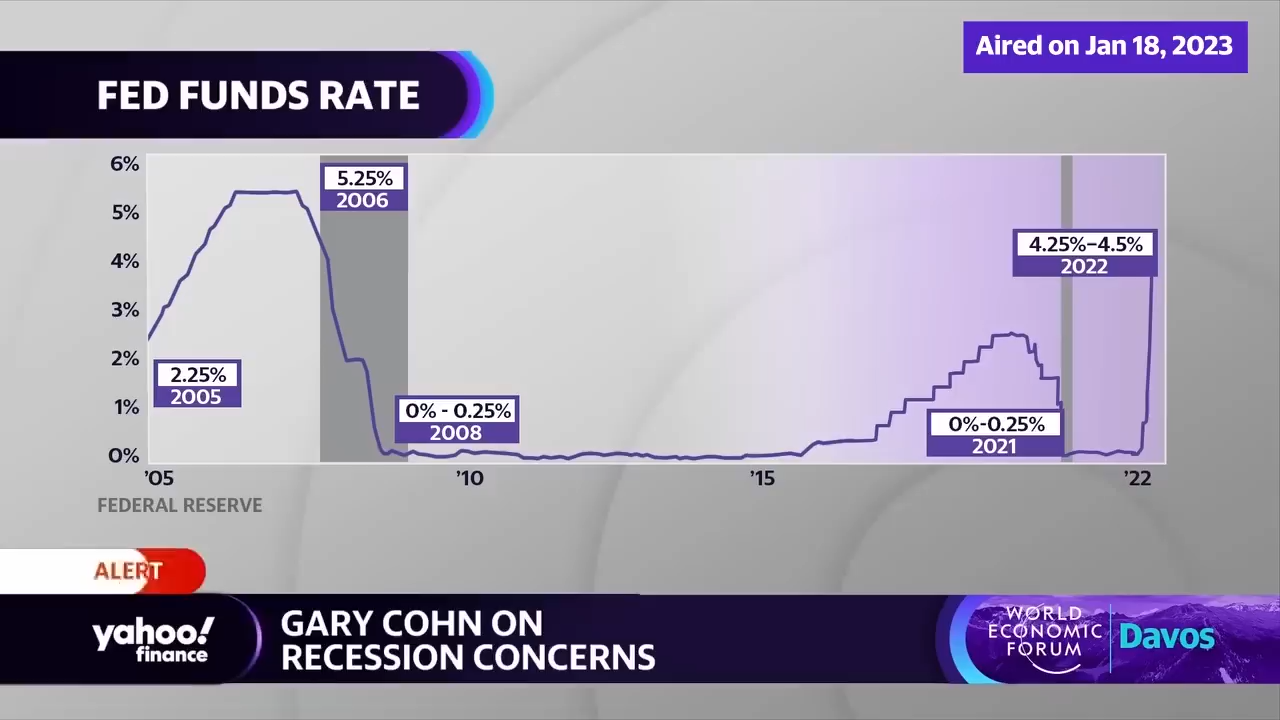 Aired on Jan 18, 2023
FED FUNDS RATE
6%
5%
4%
3%
2%
1%
0%
5.25%
2006
4.25%–4.5%
2022
2.25%
2005
0% - 0.25%
2008
0%-0.25%
2021
’05
’10
’15
’22
FEDERAL RESERVE
ALERT
yahoo!
finance
GARY COHN ON
RECESSION CONCERNS
WORLD
ECONOMIC
FORUM
Davos